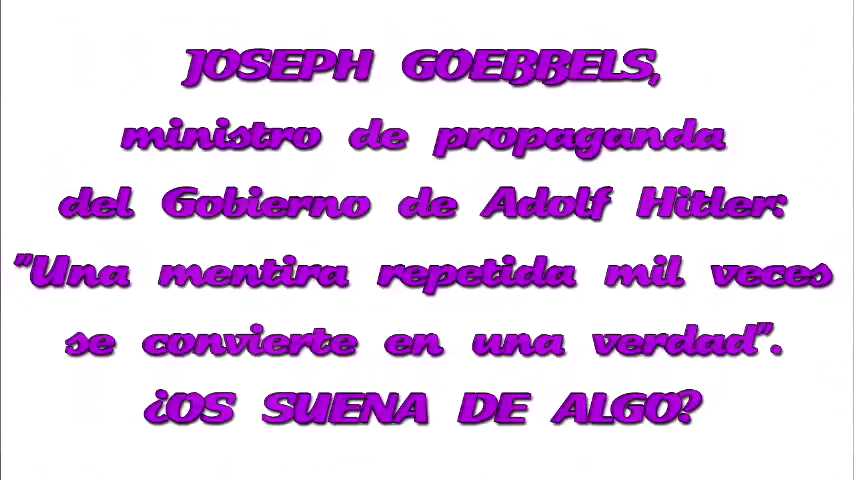 JOSEPH GOEBBELS,
ministro de propaganda
del Gobierno de Adolf Hitler:
"Una mentira repetida mil veces
se convierte en una verdad".
¿OS SUENA DE ALGO?